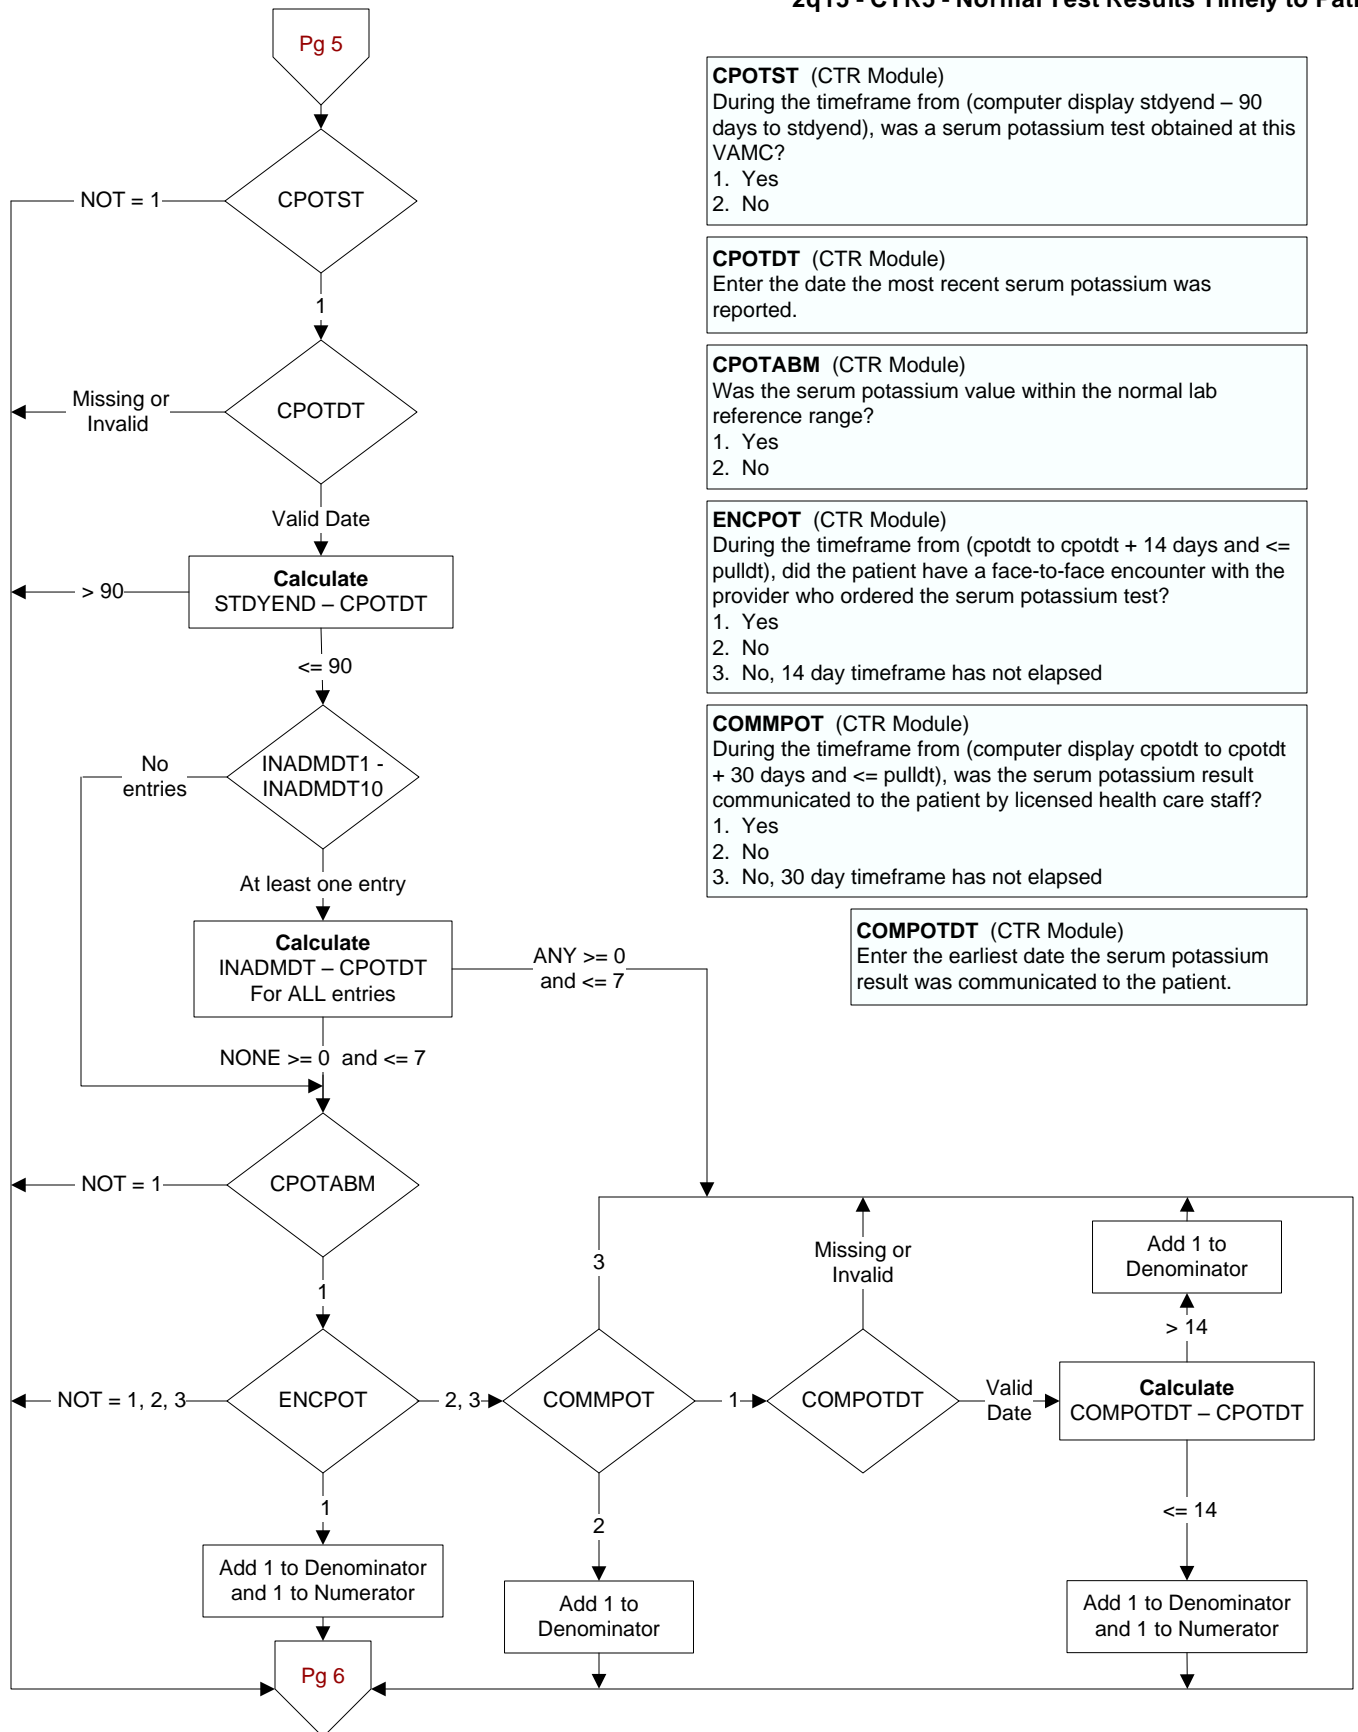 2q15 - CTR5 - Normal Test Results Timely to
Pg 5
CPOTST
NOT = 1
1
CPOTDT
Missing or
Invalid
Valid Date
Calculate
STDYEND – CPOTDT
> 90
<= 90
INADMDT1 -
INADMDT10
No
entries
At least one entry
Calculate
INADMDT – CPOTDT
For ALL entries
ANY >= 0
and <= 7
NONE >= 0 and <= 7
CPOTABM
NOT = 1
1
ENCPOT
NOT = 1, 2, 3
2, 3
1
Add 1 to Denominator
and 1 to Numerator
Pg 6
COMMPOT
3
1
2
Add 1 to
Denominator
COMPOTDT
Missing or
Invalid
Valid
Date
Calculate
COMPOTDT – CPOTDT
> 14
Add 1 to
Denominator
<= 14
Add 1 to Denominator
and 1 to Numerator
CPOTST (CTR Module)
During the timeframe from (computer display stdyend – 90
days to stdyend), was a serum potassium test obtained at this
VAMC?
1. Yes
2. No
CPOTDT (CTR Module)
Enter the date the most recent serum potassium was
reported.
CPOTABM (CTR Module)
Was the serum potassium value within the normal lab
reference range?
1. Yes
2. No
ENCPOT (CTR Module)
During the timeframe from (cpotdt to cpotdt + 14 days and <=
pulldt), did the patient have a face-to-face encounter with the
provider who ordered the serum potassium test?
1. Yes
2. No
3. No, 14 day timeframe has not elapsed
COMMPOT (CTR Module)
During the timeframe from (computer display cpotdt to cpotdt
+ 30 days and <= pulldt), was the serum potassium result
communicated to the patient by licensed health care staff?
1. Yes
2. No
3. No, 30 day timeframe has not elapsed
COMPOTDT (CTR Module)
Enter the earliest date the serum potassium
result was communicated to the patient.